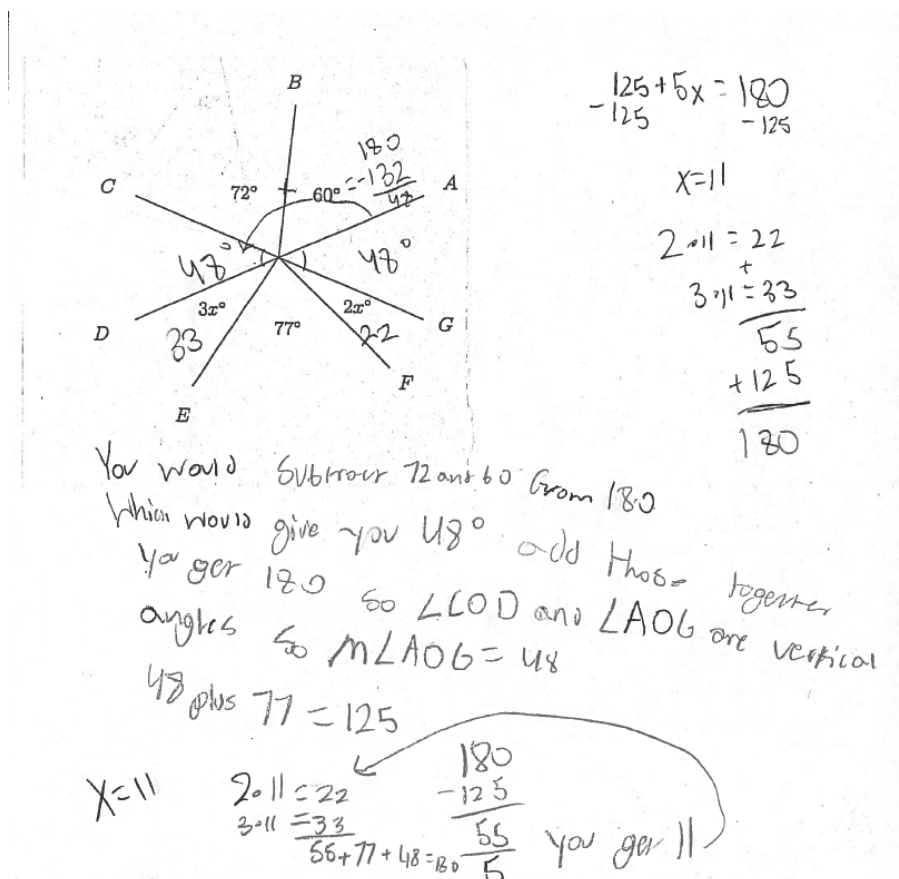 B
180
-132
48
=
C
72°
60°
A
48°
48°
3x°
2x°
D
33
77°
22
G
F
E
125+5x=180
-125 -125
x=11
2•11=22
+
3•11=33
55
+125
180
You would subtract 72 and 60 from 180
Which would give you 48° add those together
You get 180 so ∠COD and ∠AOG are vertical
angles so m∠AOG=48
48 plus 77=125
X=11
2•11=22
3•11=33
55+77+48=180
180
-125
55
5
you get 11